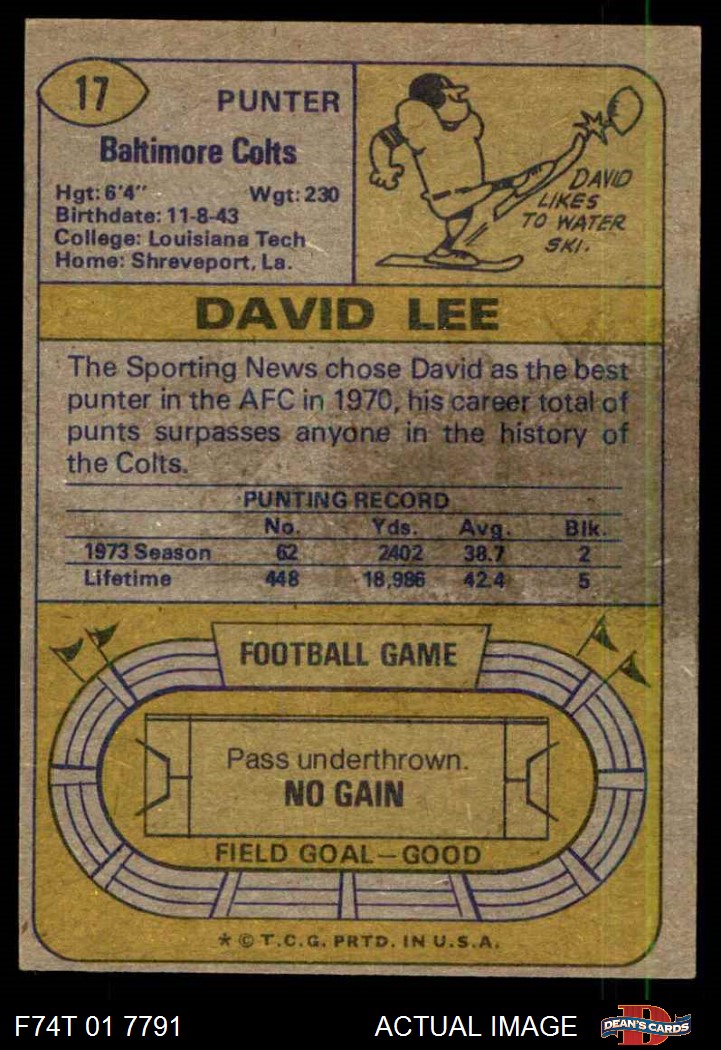 17
PUNTER
Baltimore Colts
Hgt: 6'4" Wgt: 230
Birthdate: 11-8-43
College: Louisiana Tech
Home: Shreveport, La.
DAVID
LIKES
TO WATER
SKI.
DAVID LEE
The Sporting News chose David as the best
punter in the AFC in 1970, his career total of
punts surpasses anyone in the history of
the Colts.
PUNTING RECORD
No. Yds. Avg. Blk.
1973 Season 62 2402 38.7 2
Lifetime 448 18,986 42.4 5
FOOTBALL GAME
Pass underthrown.
NO GAIN
FIELD GOAL—GOOD
* © T.C.G. PRTD. IN U.S.A.
F74T 01 7791 ACTUAL IMAGE DEAN'S CARDS